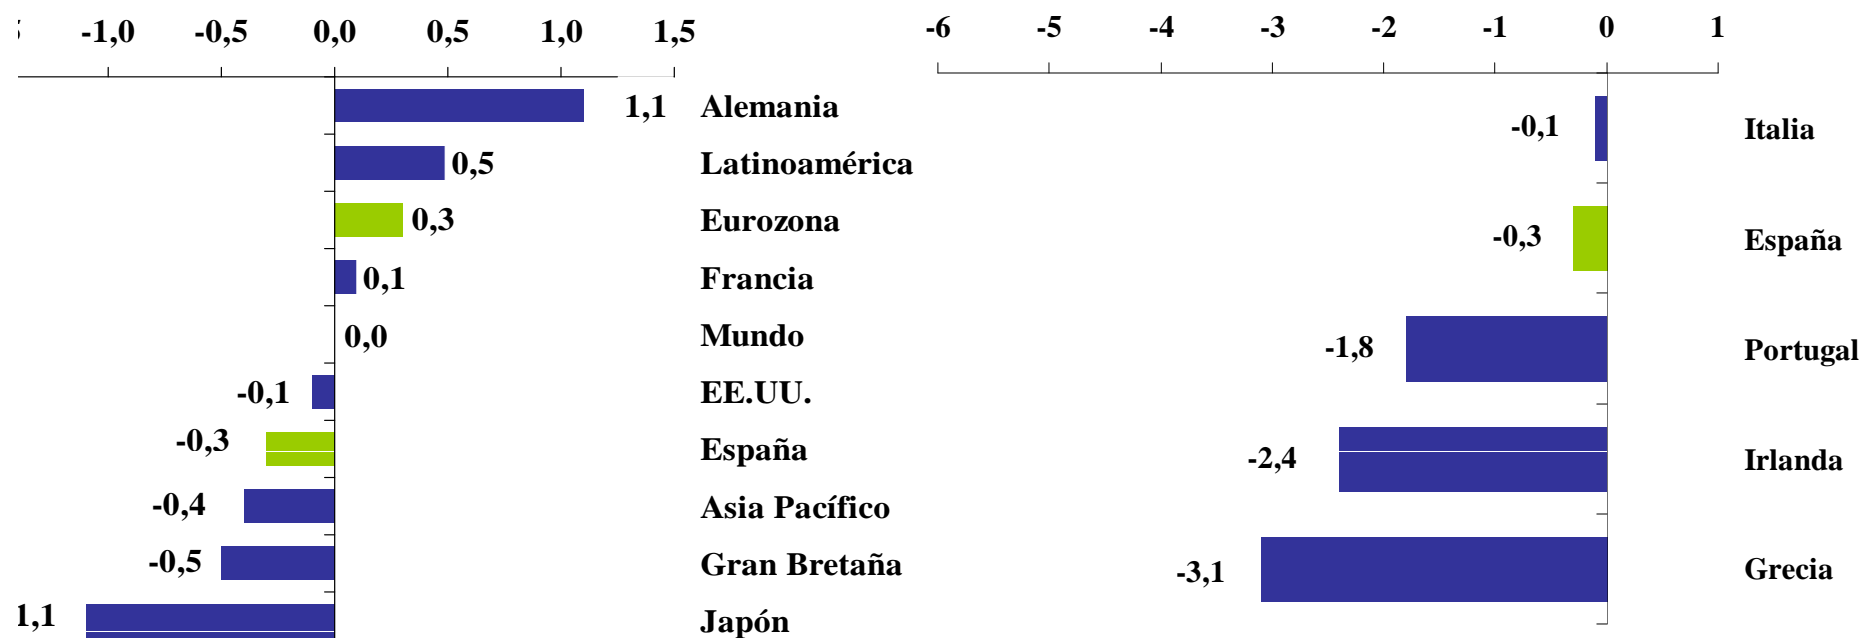 -1,0 -0,5 0,0 0,5 1,0 1,5
1,1 Alemania
0,5 Latinoamérica
0,3 Eurozona
0,1 Francia
0,0 Mundo
-0,1 EE.UU.
-0,3 España
-0,4 Asia Pacífico
-0,5 Gran Bretaña
1,1 Japón
-6 -5 -4 -3 -2 -1 0 1
-0,1 Italia
-0,3 España
-1,8 Portugal
-2,4 Irlanda
-3,1 Grecia